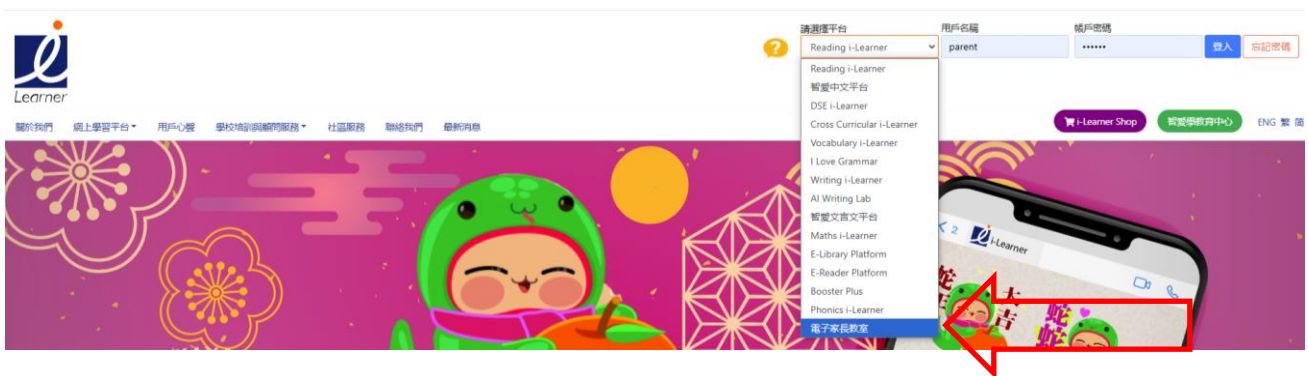 i
Learner
請選擇平台
用戶名稱
帳戶密碼
?
Reading i-Learner
parent
••••••
登入
忘記密碼
Reading i-Learner
智愛中文平台
DSE i-Learner
Cross Curricular i-Learner
Vocabulary i-Learner
I Love Grammar
Writing i-Learner
AI Writing Lab
智愛文言文平台
Maths i-Learner
E-Library Platform
E-Reader Platform
Booster Plus
Phonics i-Learner
電子家長教室
關於我們
網上學習平台
用戶心聲
學校培訓與顧問服務
社區服務
聯絡我們
最新消息
i-Learner Shop
智愛學教育中心
ENG 繁 簡
2
i-Learner
大吉